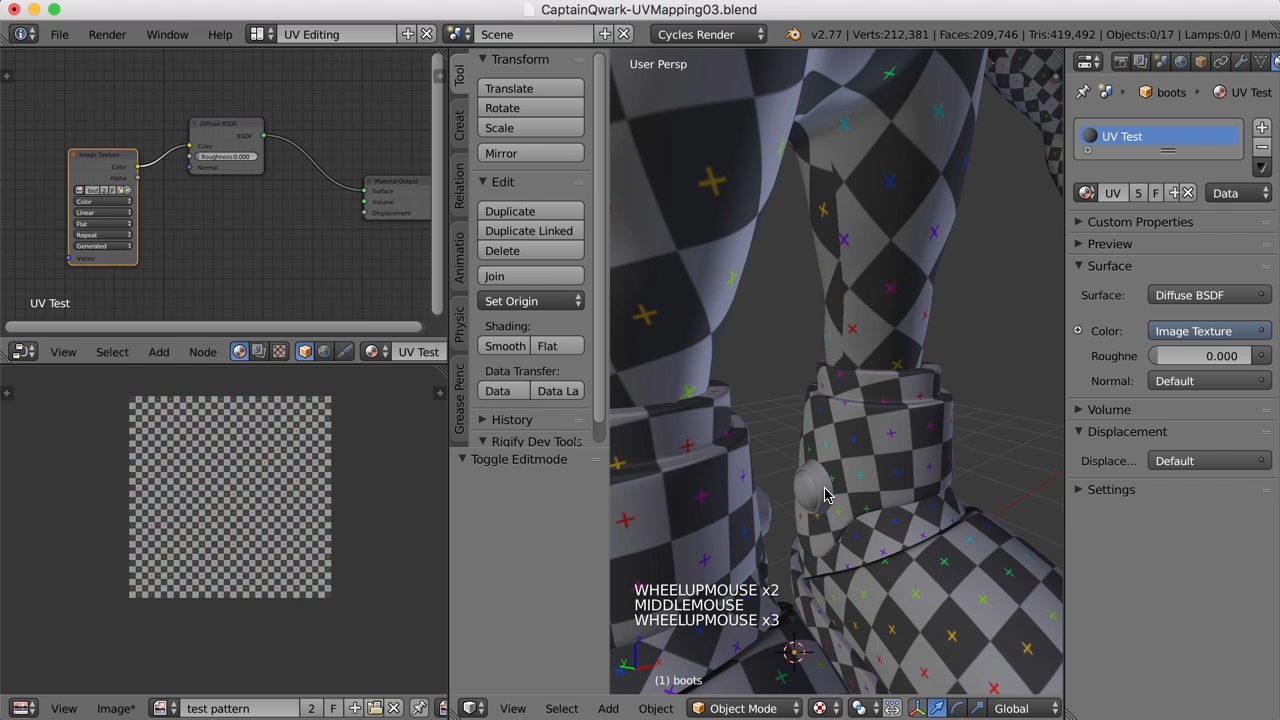 CaptainQwark-UVMapping03.blend
File Render Window Help UV Editing Scene Cycles Render v2.77 | Verts:212,381 | Faces:209,746 | Tris:419,492 | Objects:0/17 | Lamps:0/0 | Mem:
Diffuse BSDF
BSDF
Color
Roughness:0.000
Normal
Image Texture
Color
Alpha
test 2 F
Color
Linear
Flat
Repeat
Generated
Vector
Material Output
Surface
Volume
Displacement
UV Test
View Select Add Node UV Test
View Image* test pattern 2 F
Tool
Creat
Relation
Animatio
Physic
Grease Penc
Transform
Translate
Rotate
Scale
Mirror
Edit
Duplicate
Duplicate Linked
Delete
Join
Set Origin
Shading:
Smooth Flat
Data Transfer:
Data Data La
History
Rigify Dev Tools
Toggle Editmode
User Persp
WHEELUPMOUSE x2
MIDDLEMOUSE
WHEELUPMOUSE x3
z
y
x
(1) boots
View Select Add Object Object Mode Global
boots UV Test
UV Test
UV 5 F Data
Custom Properties
Preview
Surface
Surface: Diffuse BSDF
Color: Image Texture
Roughne 0.000
Normal: Default
Volume
Displacement
Displace... Default
Settings